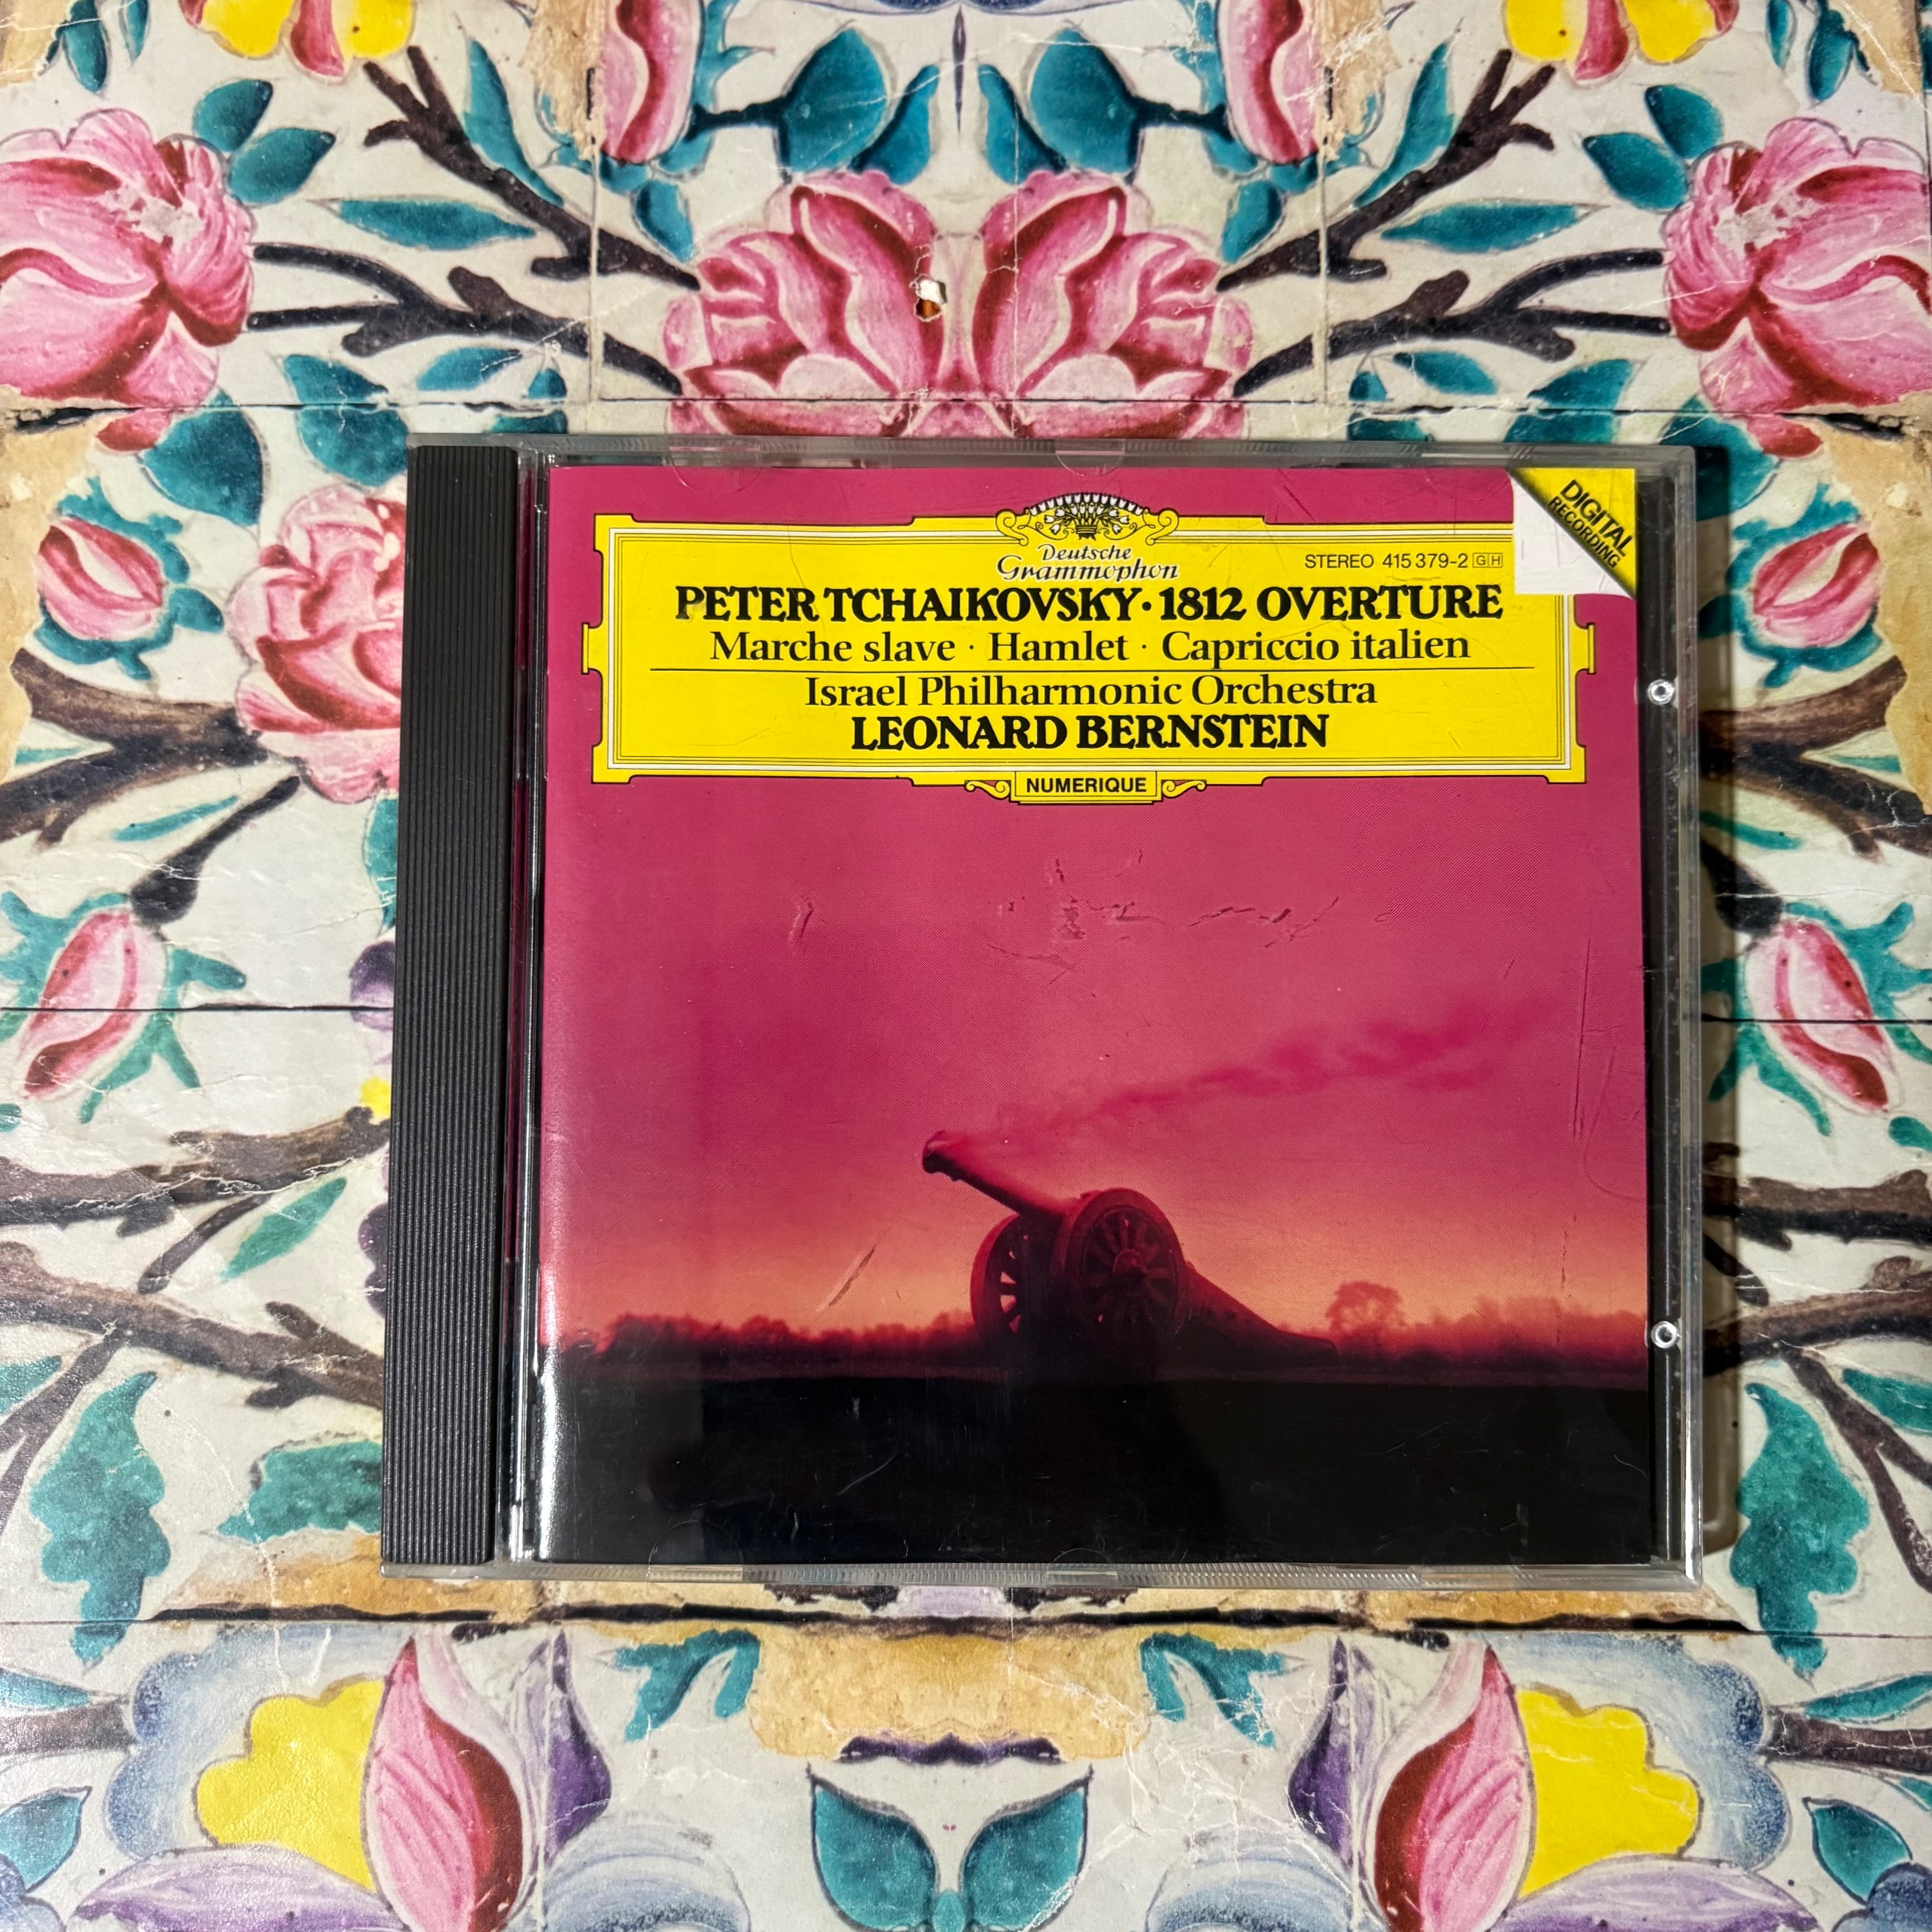 DIGITAL
RECORDING
Deutsche
Grammophon
STEREO 415 379-2 GH
PETER TCHAIKOVSKY · 1812 OVERTURE
Marche slave · Hamlet · Capriccio italien
Israel Philharmonic Orchestra
LEONARD BERNSTEIN
NUMERIQUE